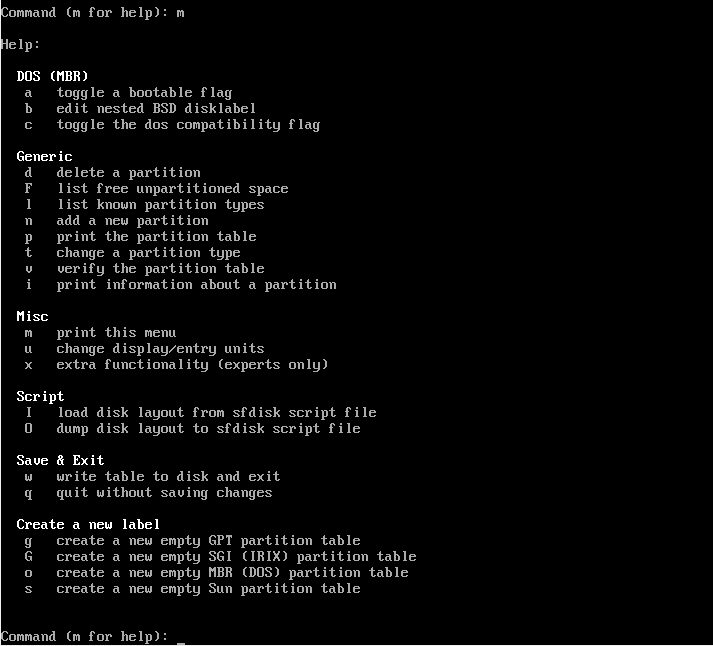 Command (m for help): m
Help:
DOS (MBR)
a toggle a bootable flag
b edit nested BSD disklabel
c toggle the dos compatibility flag
Generic
d delete a partition
F list free unpartitioned space
l list known partition types
n add a new partition
p print the partition table
t change a partition type
v verify the partition table
i print information about a partition
Misc
m print this menu
u change display/entry units
x extra functionality (experts only)
Script
I load disk layout from sfdisk script file
O dump disk layout to sfdisk script file
Save & Exit
w write table to disk and exit
q quit without saving changes
Create a new label
g create a new empty GPT partition table
G create a new empty SGI (IRIX) partition table
o create a new empty MBR (DOS) partition table
s create a new empty Sun partition table
Command (m for help): _